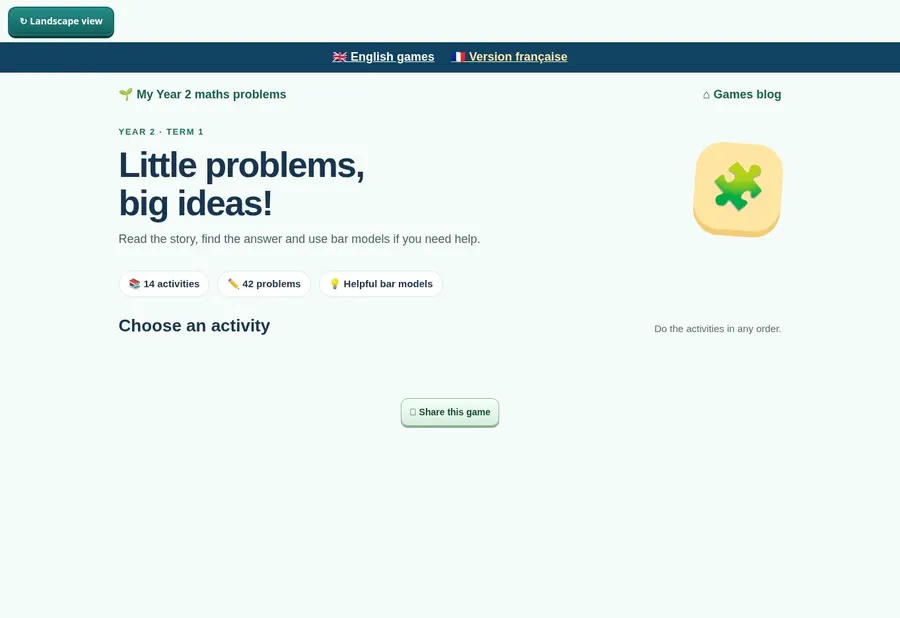 ↻ Landscape view
🇬🇧 English games 🇫🇷 Version française
🌱 My Year 2 maths problems
⌂ Games blog
YEAR 2 · TERM 1
Little problems,
big ideas!
Read the story, find the answer and use bar models if you need help.
📚 14 activities
✏️ 42 problems
💡 Helpful bar models
Choose an activity
Do the activities in any order.
Share this game